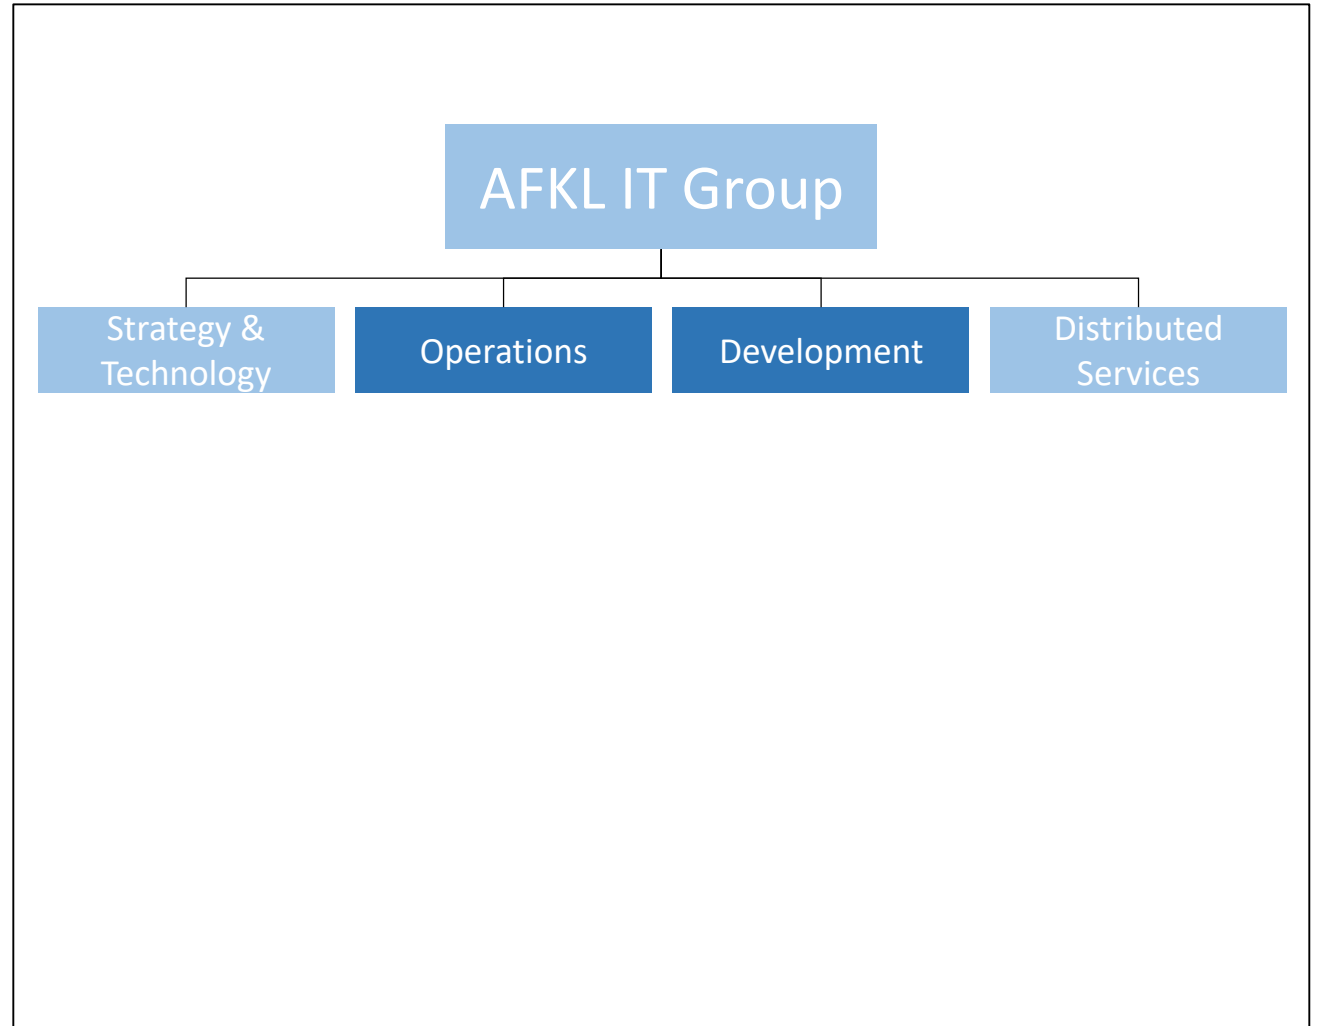 AFKL IT Group
Strategy &
Technology
Operations
Development
Distributed
Services